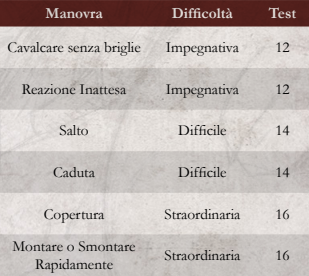 Manovra Difficoltà Test
Cavalcare senza briglie Impegnativa 12
Reazione Inattesa Impegnativa 12
Salto Difficile 14
Caduta Difficile 14
Copertura Straordinaria 16
Montare o Smontare
Rapidamente Straordinaria 16